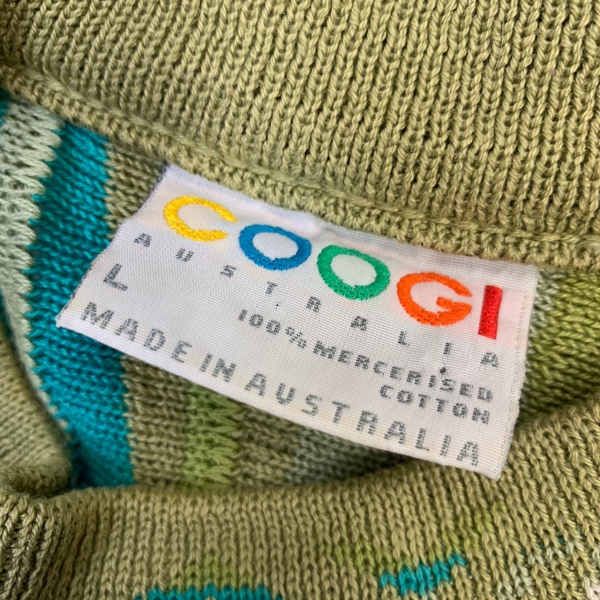 COOGI
AUSTRALIA
L
100% MERCERISED
COTTON
MADE IN AUSTRALIA